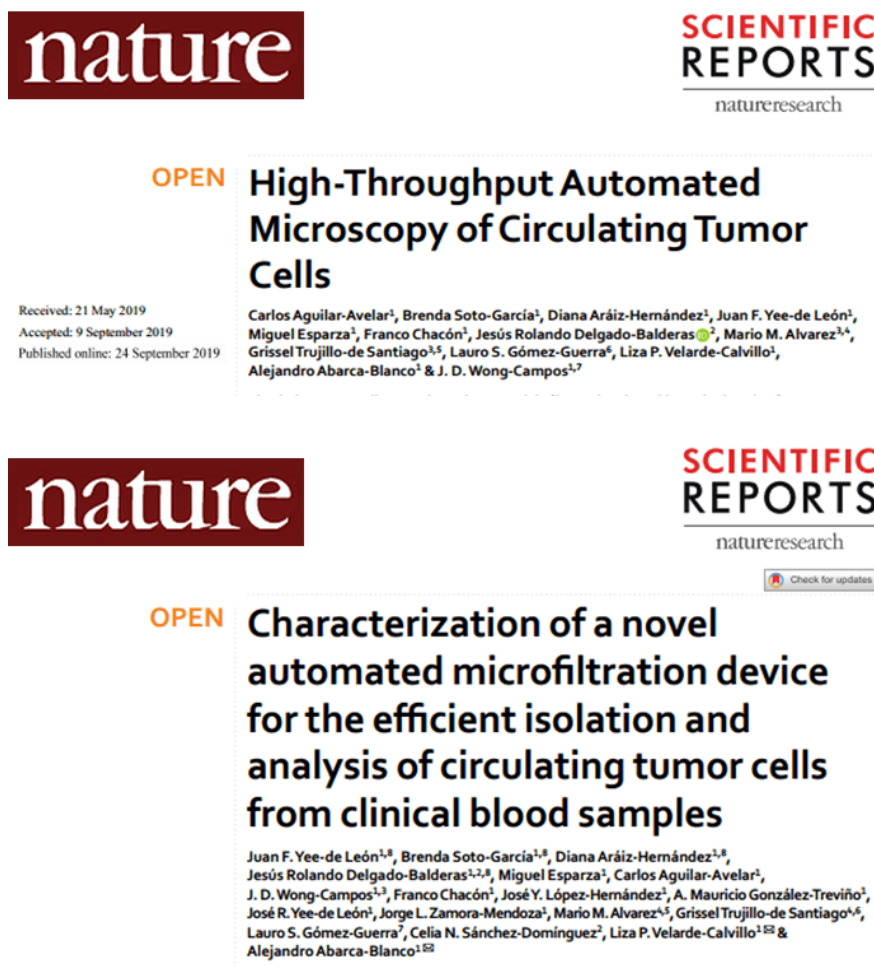 nature
SCIENTIFIC
REPORTS
natureresearch
OPEN
High-Throughput Automated
Microscopy of Circulating Tumor
Cells
Received: 21 May 2019
Accepted: 9 September 2019
Published online: 24 September 2019
Carlos Aguilar-Avelar¹, Brenda Soto-García¹, Diana Aráiz-Hernández¹, Juan F. Yee-de León¹,
Miguel Esparza¹, Franco Chacón¹, Jesús Rolando Delgado-Balderas iD ², Mario M. Alvarez³,⁴,
Grissel Trujillo-de Santiago³,⁵, Lauro S. Gómez-Guerra⁶, Liza P. Velarde-Calvillo¹,
Alejandro Abarca-Blanco¹ & J. D. Wong-Campos¹,⁷
nature
SCIENTIFIC
REPORTS
natureresearch
Check for updates
OPEN
Characterization of a novel
automated microfiltration device
for the efficient isolation and
analysis of circulating tumor cells
from clinical blood samples
Juan F. Yee-de León¹,⁸, Brenda Soto-García¹,⁸, Diana Aráiz-Hernández¹,⁸,
Jesús Rolando Delgado-Balderas¹,²,⁸, Miguel Esparza¹, Carlos Aguilar-Avelar¹,
J. D. Wong-Campos¹,³, Franco Chacón¹, José Y. López-Hernández¹, A. Mauricio González-Treviño¹,
José R. Yee-de León¹, Jorge L. Zamora-Mendoza¹, Mario M. Alvarez⁴,⁵, Grissel Trujillo-de Santiago⁴,⁶,
Lauro S. Gómez-Guerra⁷, Celia N. Sánchez-Domínguez², Liza P. Velarde-Calvillo¹ ✉ &
Alejandro Abarca-Blanco¹ ✉